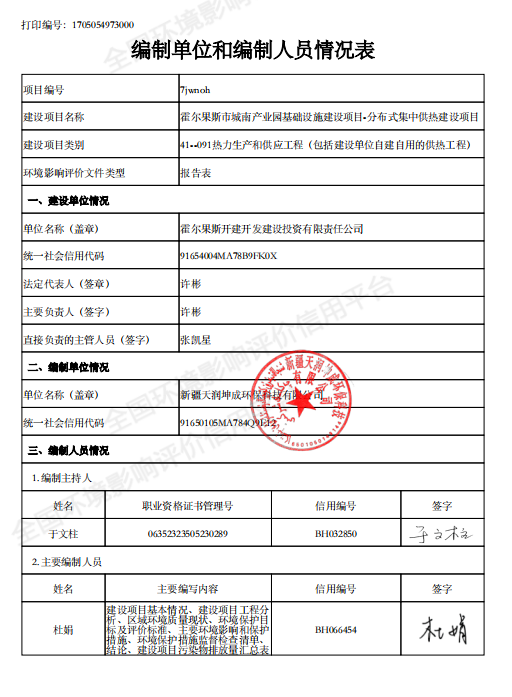 打印编号：1705054973000
编制单位和编制人员情况表
项目编号 7jwnoh
建设项目名称 霍尔果斯市城南产业园基础设施建设项目-分布式集中供热建设项目
建设项目类别 41--091热力生产和供应工程（包括建设单位自建自用的供热工程）
环境影响评价文件类型 报告表
一、建设单位情况
单位名称（盖章） 霍尔果斯开建开发建设投资有限责任公司
统一社会信用代码 91654004MA78B9FK0X
法定代表人（签章） 许彬
主要负责人（签字） 许彬
直接负责的主管人员（签字） 张凯星
二、编制单位情况
单位名称（盖章） 新疆天润坤成环保科技有限公司
统一社会信用代码 91650105MA784Q9L12
三、编制人员情况
1.编制主持人
姓名 职业资格证书管理号 信用编号 签字
于文柱 06352323505230289 BH032850 于文柱
2.主要编制人员
姓名 主要编写内容 信用编号 签字
杜娟 建设项目基本情况、建设项目工程分
析、区域环境质量现状、环境保护目
标及评价标准、主要环境影响和保护
措施、环境保护措施监督检查清单、
结论、建设项目污染物排放量汇总表
BH066454 杜娟
全国环境影响评价信用平台